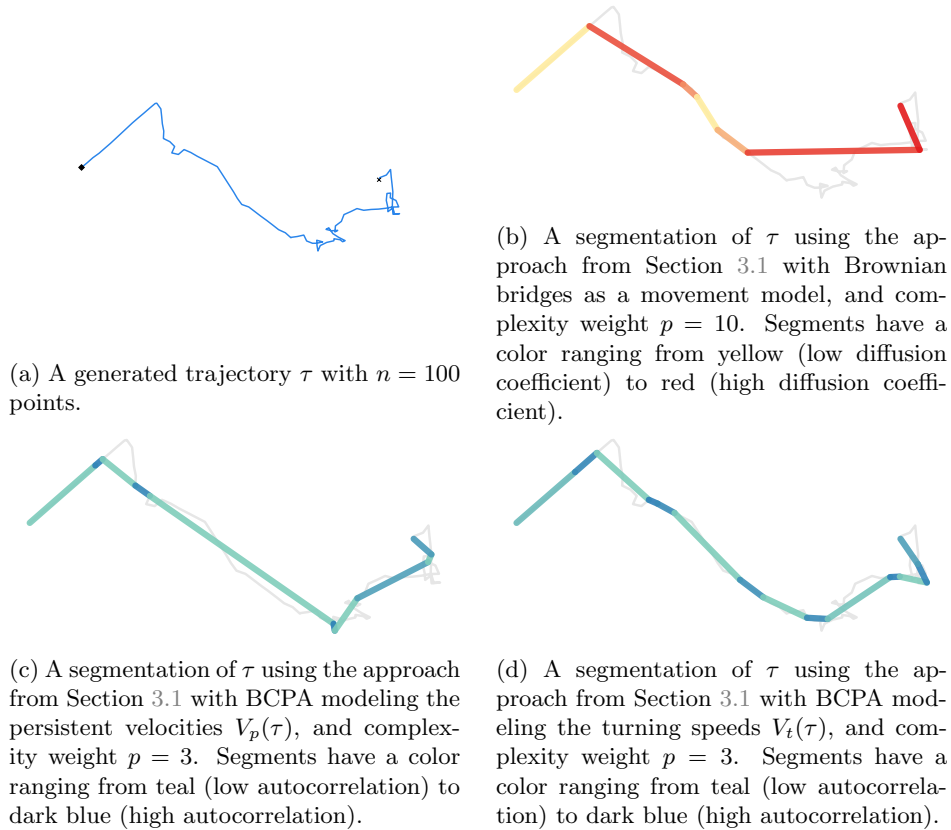 (a) A generated trajectory τ with n = 100
points.
(b) A segmentation of τ using the ap-
proach from Section 3.1 with Brownian
bridges as a movement model, and com-
plexity weight p = 10. Segments have a
color ranging from yellow (low diffusion
coefficient) to red (high diffusion coeffi-
cient).
(c) A segmentation of τ using the approach
from Section 3.1 with BCPA modeling the
persistent velocities Vₚ(τ), and complex-
ity weight p = 3. Segments have a color
ranging from teal (low autocorrelation) to
dark blue (high autocorrelation).
(d) A segmentation of τ using the ap-
proach from Section 3.1 with BCPA mod-
eling the turning speeds Vₜ(τ), and com-
plexity weight p = 3. Segments have a
color ranging from teal (low autocorrela-
tion) to dark blue (high autocorrelation).